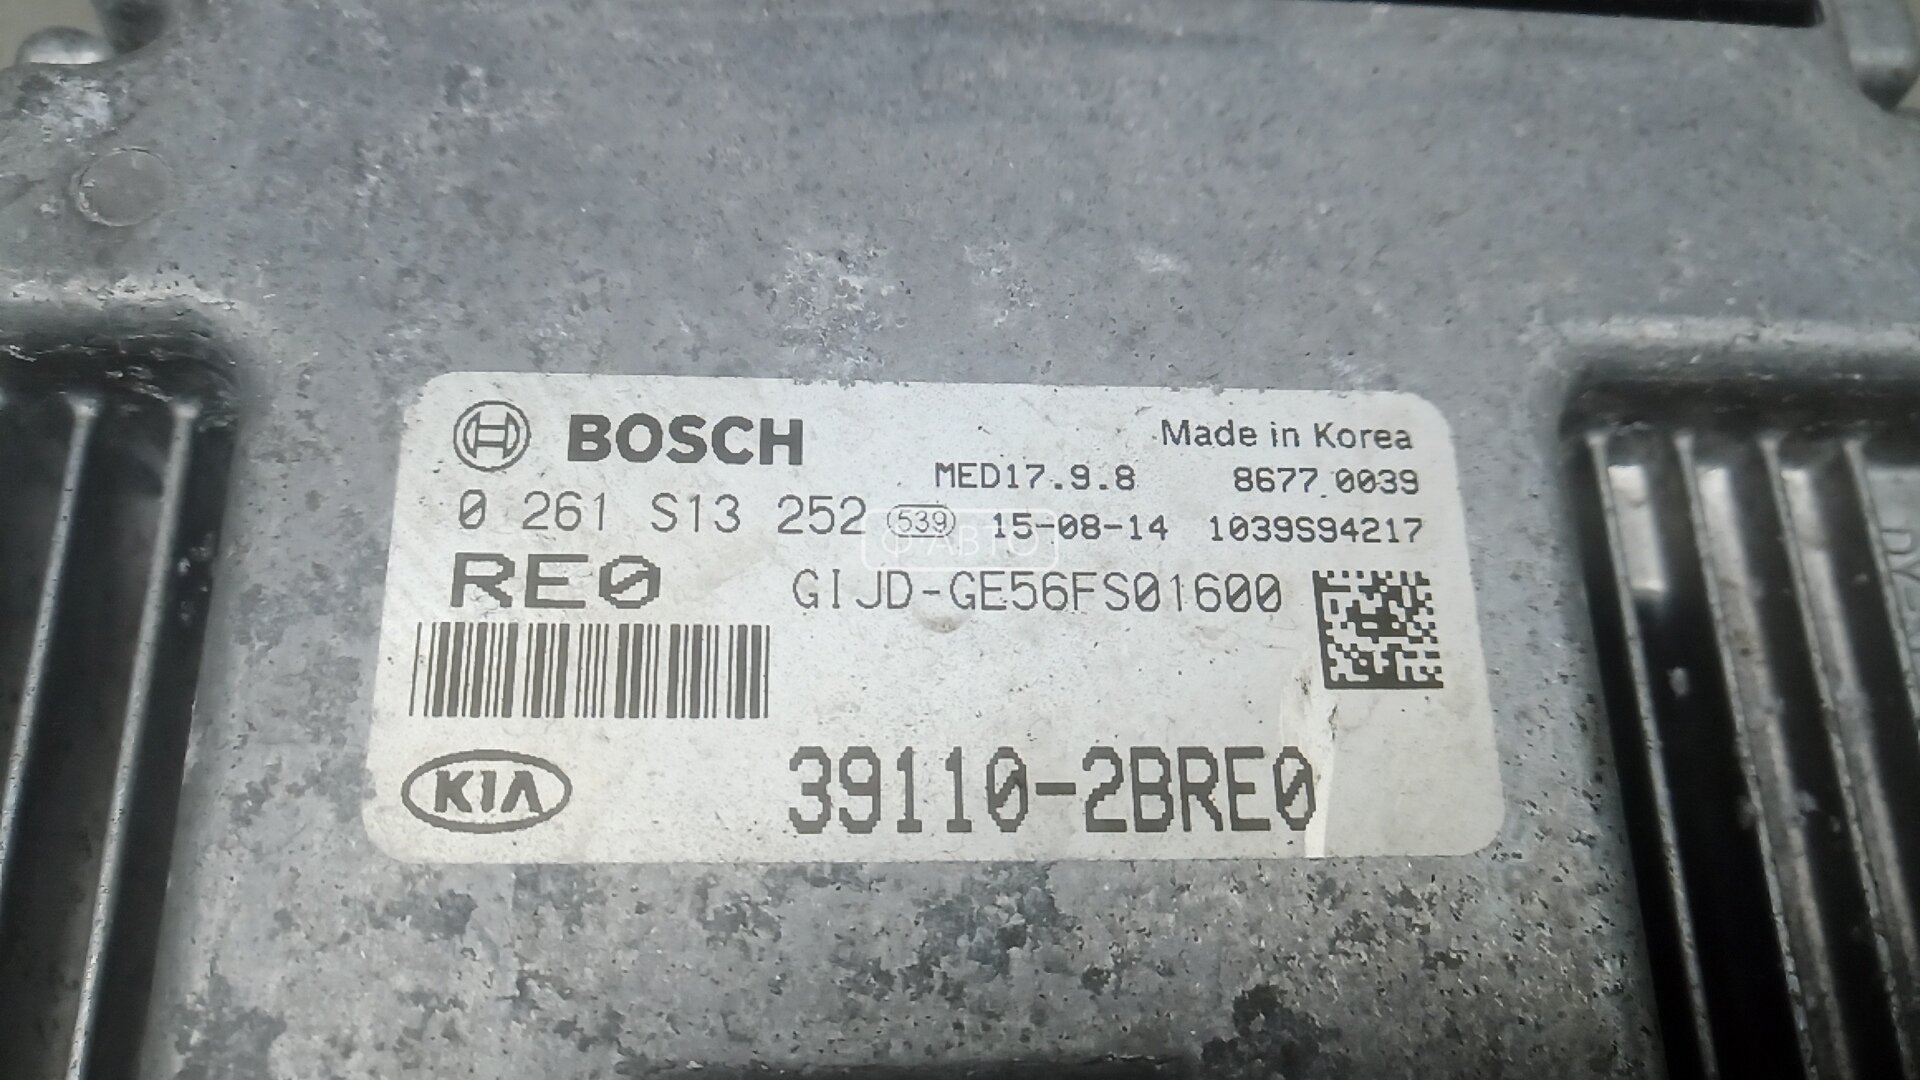 BOSCH
Made in Korea
MED17.9.8 8677.0039
0 261 S13 252 539 15-08-14 1039S94217
RE0 GIJD-GE56FS01600
KIA 39110-2BRE0